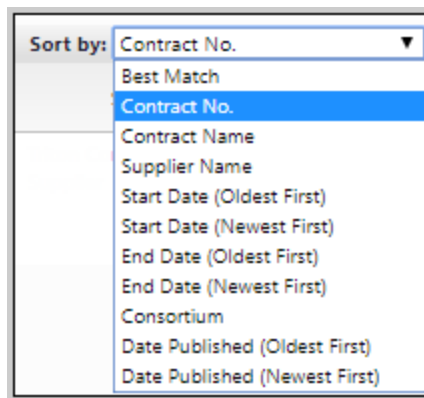 Sort by: Contract No.
Best Match
Contract No.
Contract Name
Supplier Name
Start Date (Oldest First)
Start Date (Newest First)
End Date (Oldest First)
End Date (Newest First)
Consortium
Date Published (Oldest First)
Date Published (Newest First)